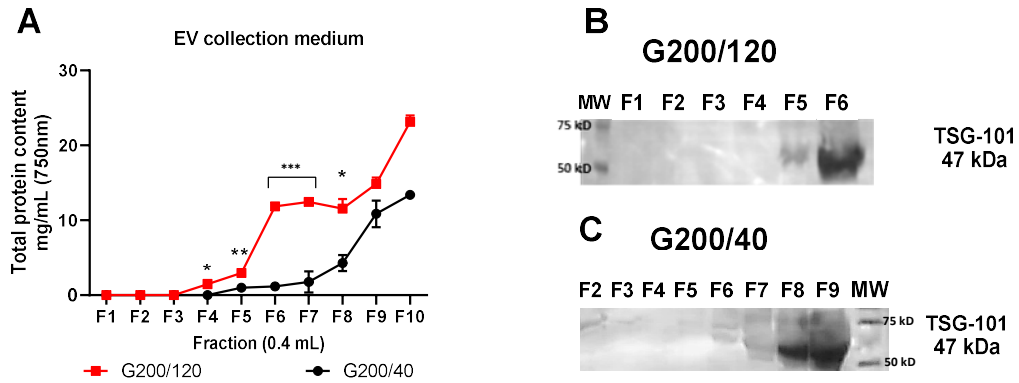 A
EV collection medium
Total protein content
mg/mL (750nm)
30
20
10
0
*
**
***
*
F1 F2 F3 F4 F5 F6 F7 F8 F9 F10
Fraction (0.4 mL)
G200/120 G200/40
B
G200/120
MW F1 F2 F3 F4 F5 F6
75 kD
50 kD
TSG-101
47 kDa
C
G200/40
F2 F3 F4 F5 F6 F7 F8 F9 MW
75 kD
50 kD
TSG-101
47 kDa